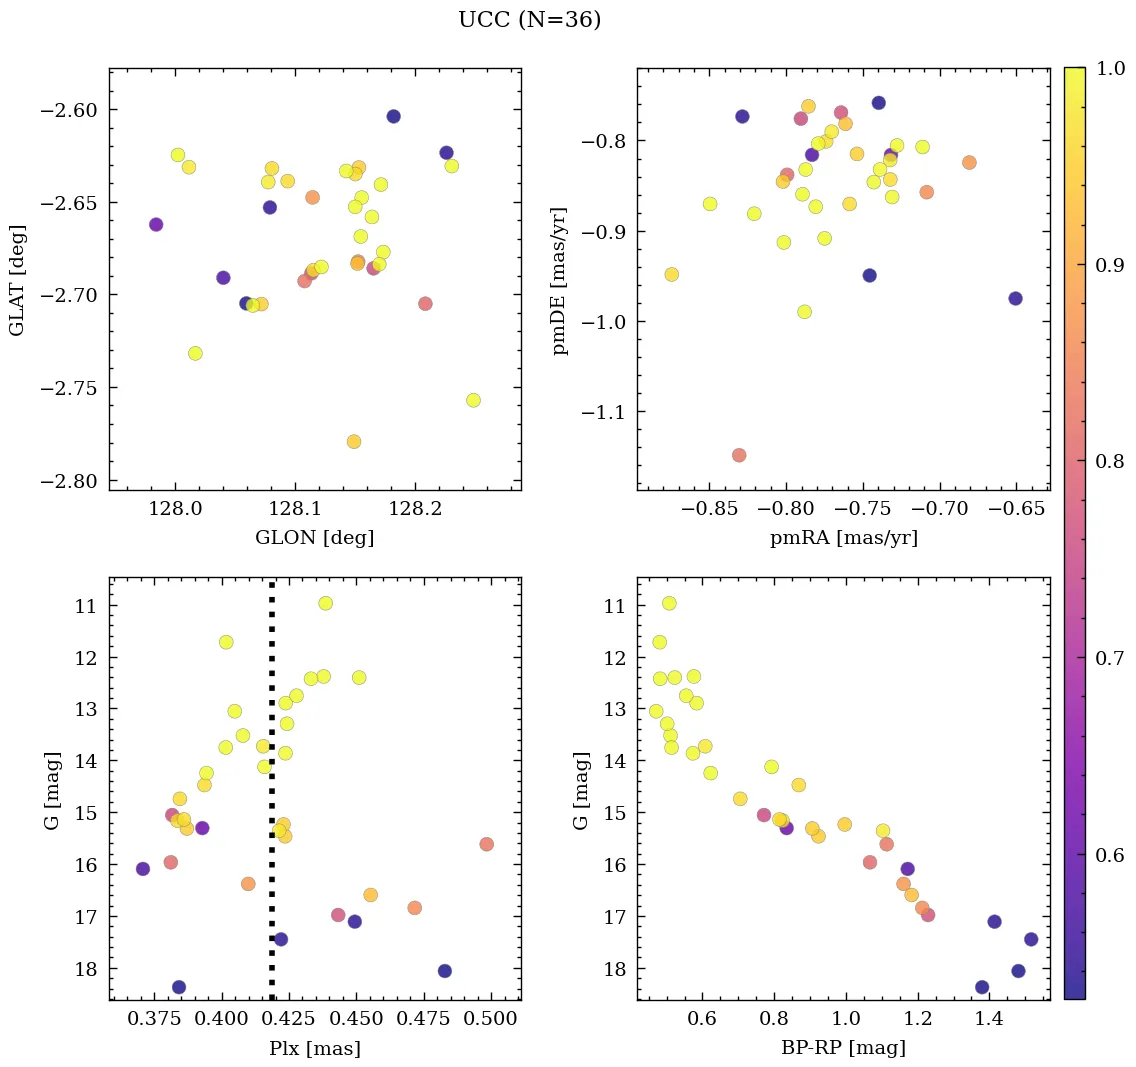 UCC (N=36)
−2.60
−2.65
−2.70
−2.75
−2.80
128.0 128.1 128.2
GLON [deg]
GLAT [deg]
−0.8
−0.9
−1.0
−1.1
−0.85 −0.80 −0.75 −0.70 −0.65
pmRA [mas/yr]
pmDE [mas/yr]
1.0
0.9
0.8
0.7
0.6
11
12
13
14
15
16
17
18
0.375 0.400 0.425 0.450 0.475 0.500
Plx [mas]
G [mag]
11
12
13
14
15
16
17
18
0.6 0.8 1.0 1.2 1.4
BP-RP [mag]
G [mag]